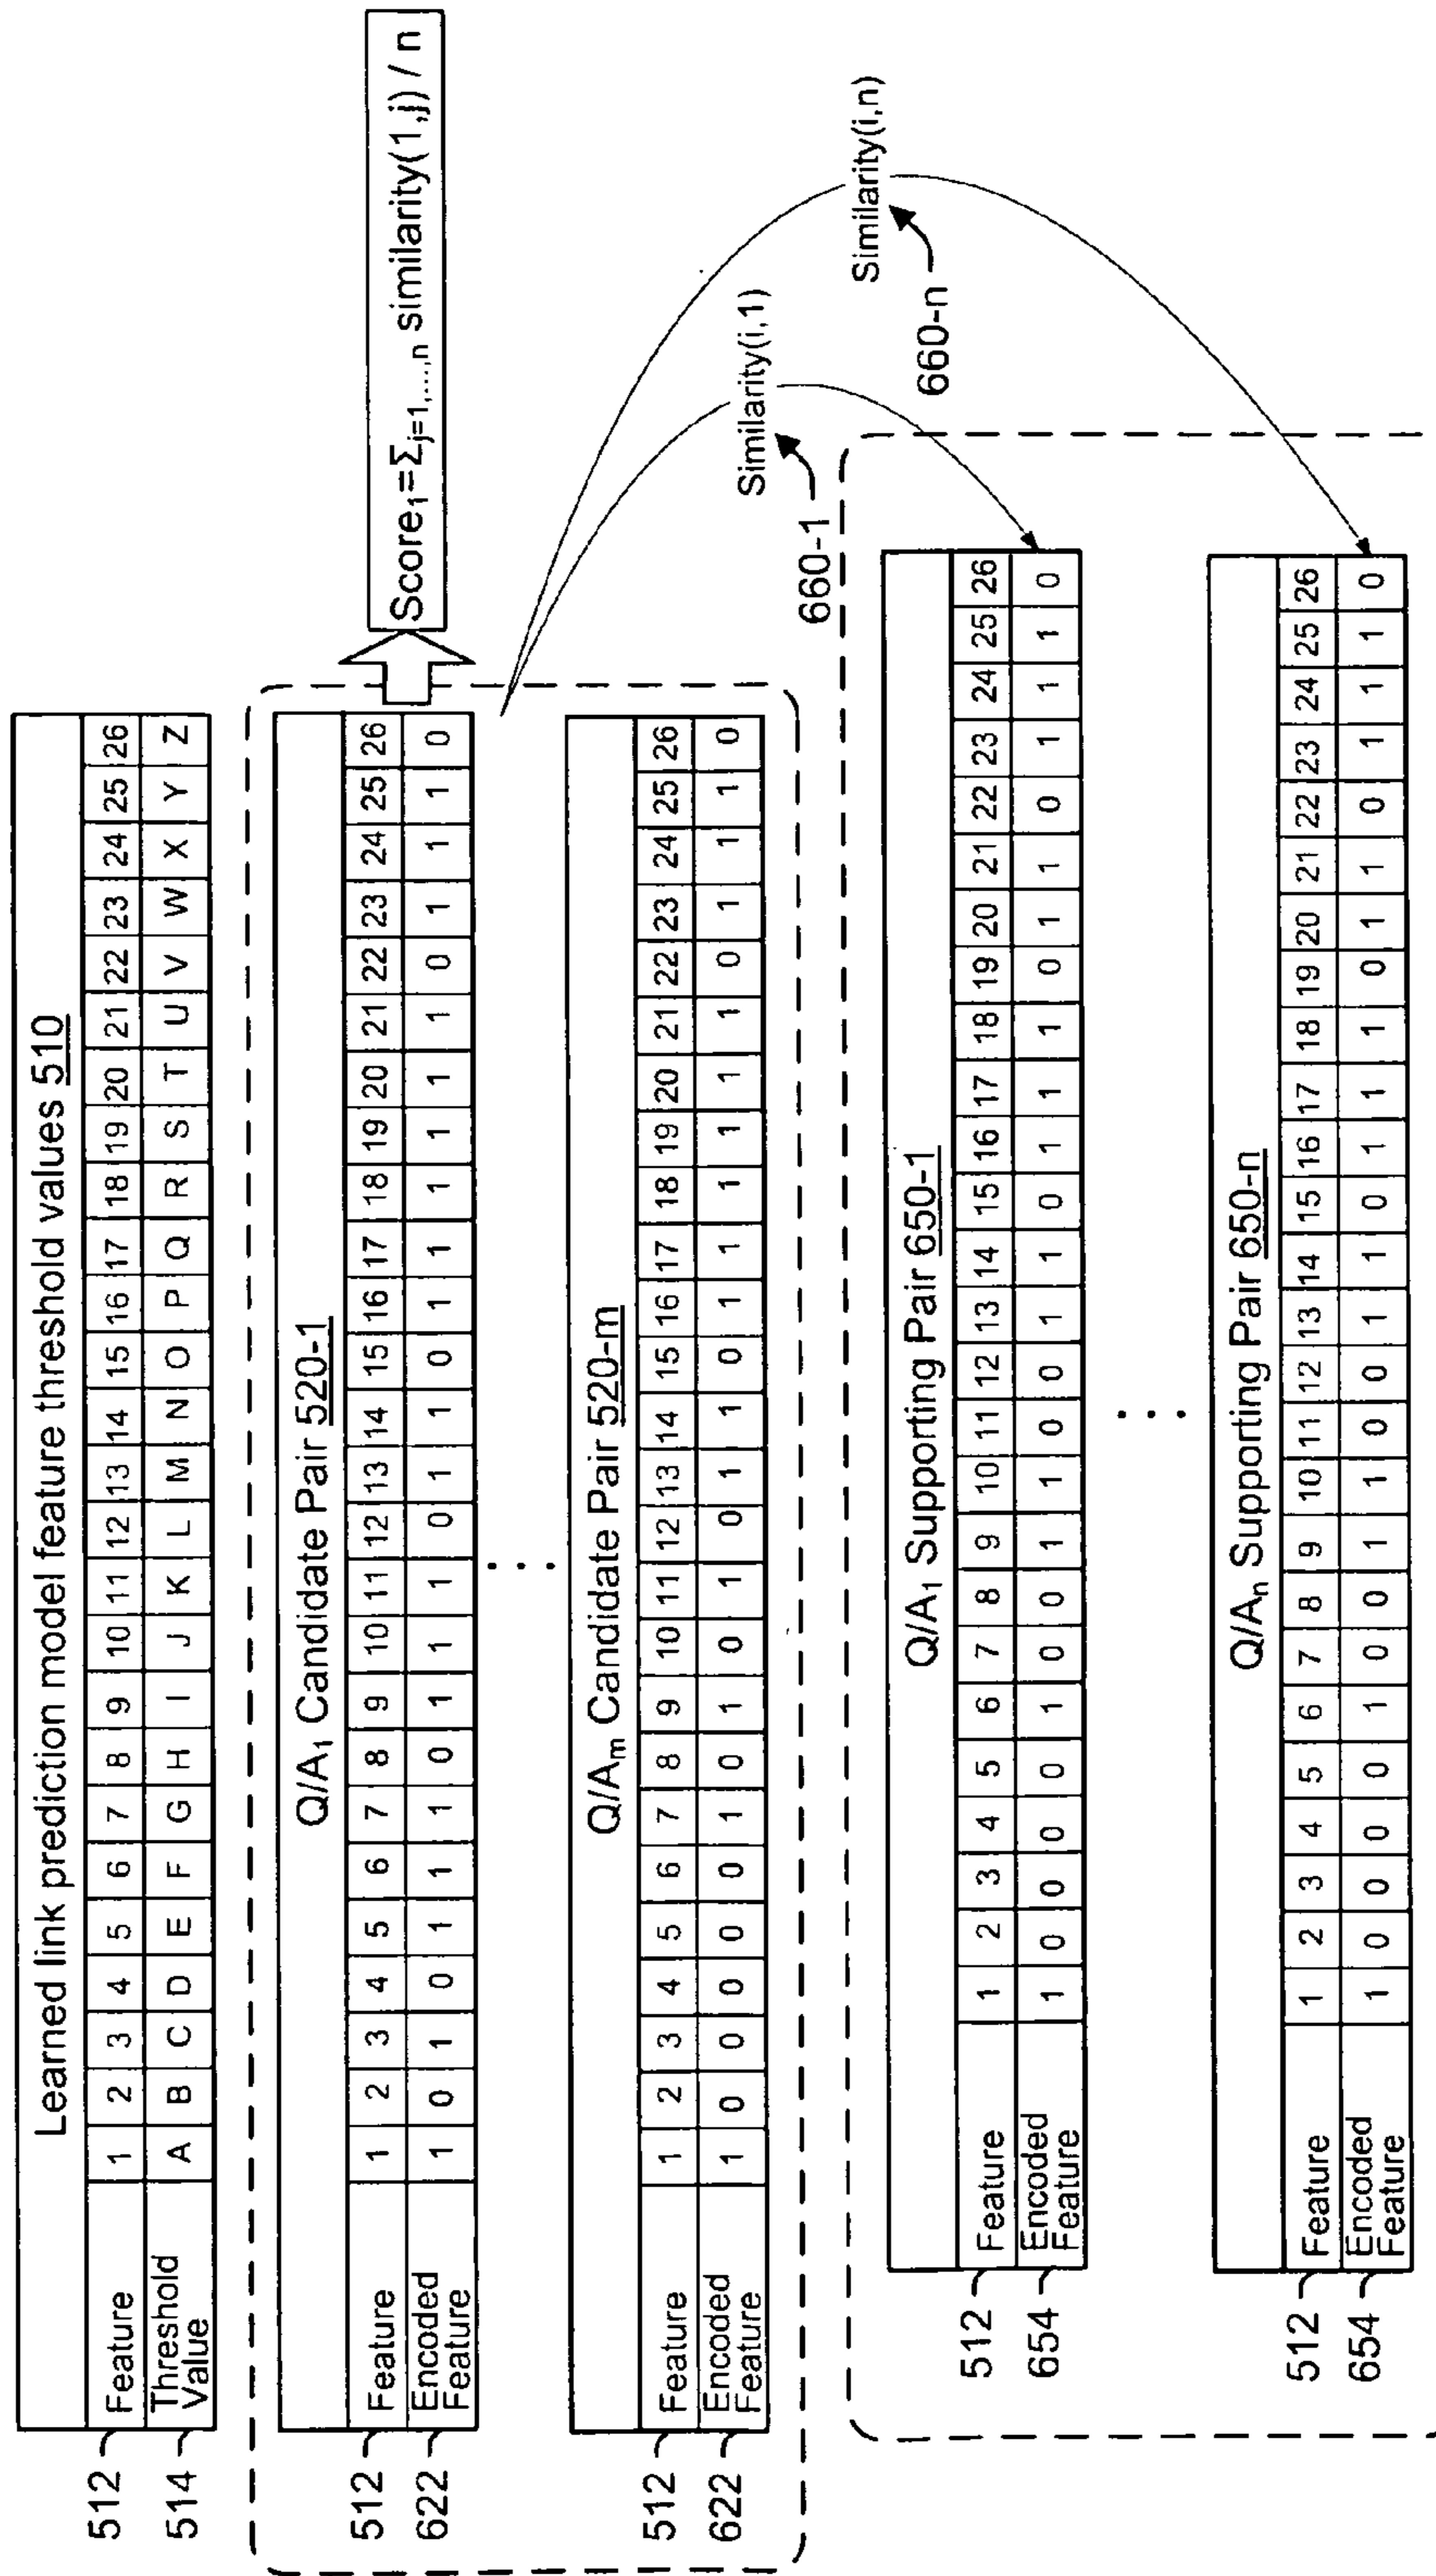 Learned link prediction model feature threshold values 510
512 Feature 1 2 3 4 5 6 7 8 9 10 11 12 13 14 15 16 17 18 19 20 21 22 23 24 25 26
514 Threshold Value A B C D E F G H I J K L M N O P Q R S T U V W X Y Z
Q/A1 Candidate Pair 520-1
512 Feature 1 2 3 4 5 6 7 8 9 10 11 12 13 14 15 16 17 18 19 20 21 22 23 24 25 26
622 Encoded Feature 1 0 1 0 1 1 1 0 1 1 1 0 1 1 0 1 1 1 1 1 1 0 1 1 1 0
Score1=Σj=1,...,n similarity(1,j) / n
...
Q/Am Candidate Pair 520-m
512 Feature 1 2 3 4 5 6 7 8 9 10 11 12 13 14 15 16 17 18 19 20 21 22 23 24 25 26
622 Encoded Feature 1 0 0 0 0 0 1 0 1 0 1 0 1 1 0 1 1 1 1 1 1 0 1 1 1 0
Similarity(i,1)
660-1
Similarity(i,n)
660-n
Q/A1 Supporting Pair 650-1
512 Feature 1 2 3 4 5 6 7 8 9 10 11 12 13 14 15 16 17 18 19 20 21 22 23 24 25 26
654 Encoded Feature 1 0 0 0 0 1 0 0 1 1 0 0 1 1 0 1 1 1 0 1 1 0 1 1 1 0
...
Q/An Supporting Pair 650-n
512 Feature 1 2 3 4 5 6 7 8 9 10 11 12 13 14 15 16 17 18 19 20 21 22 23 24 25 26
654 Encoded Feature 1 0 0 0 0 1 0 0 1 1 0 0 1 1 0 1 1 1 0 1 1 0 1 1 1 0